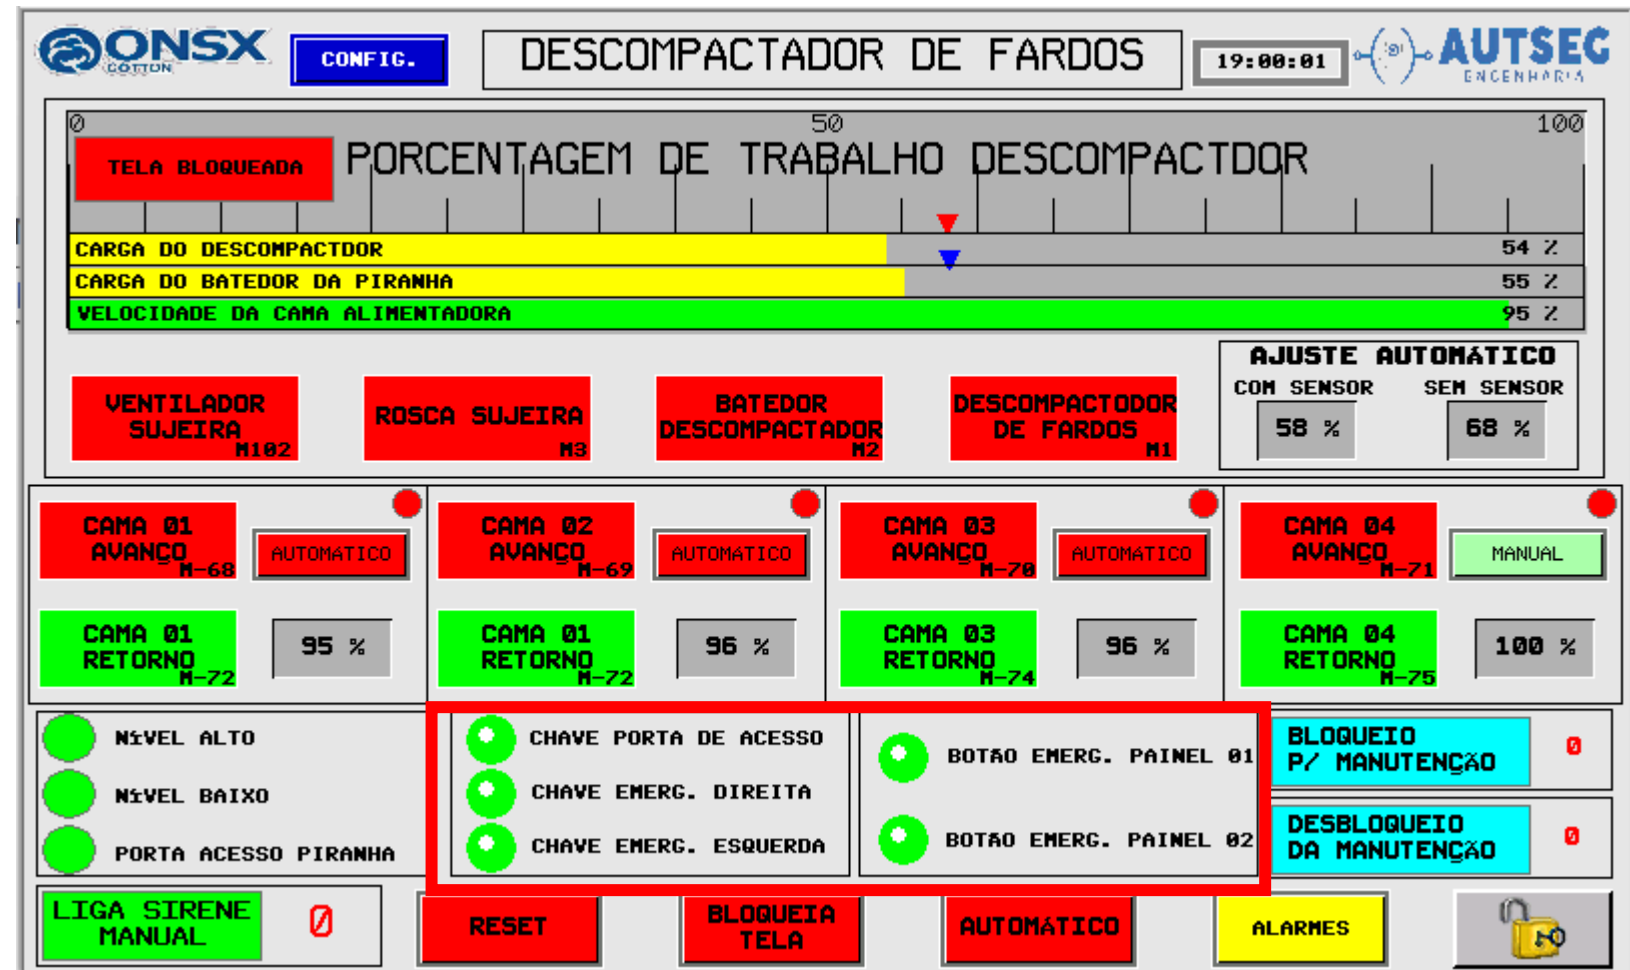 ONSX
COTTON
CONFIG.
DESCOMPACTADOR DE FARDOS
19:00:01
AUTSEG
ENGENHARIA
0 50 100
TELA BLOQUEADA
PORCENTAGEM DE TRABALHO DESCOMPACTDOR
CARGA DO DESCOMPACTDOR 54 %
CARGA DO BATEDOR DA PIRANHA 55 %
VELOCIDADE DA CAMA ALIMENTADORA 95 %
VENTILADOR
SUJEIRA
M102
ROSCA SUJEIRA
M3
BATEDOR
DESCOMPACTADOR
M2
DESCOMPACTODOR
DE FARDOS
M1
AJUSTE AUTOMáTICO
COM SENSOR SEM SENSOR
58 % 68 %
CAMA 01
AVANÇO
M-68
AUTOMáTICO
CAMA 02
AVANÇO
M-69
AUTOMáTICO
CAMA 03
AVANÇO
M-70
AUTOMáTICO
CAMA 04
AVANÇO
M-71
MANUAL
CAMA 01
RETORNO
M-72
95 %
CAMA 01
RETORNO
M-72
96 %
CAMA 03
RETORNO
M-74
96 %
CAMA 04
RETORNO
M-75
100 %
NíVEL ALTO
NíVEL BAIXO
PORTA ACESSO PIRANHA
CHAVE PORTA DE ACESSO
CHAVE EMERG. DIREITA
CHAVE EMERG. ESQUERDA
BOTãO EMERG. PAINEL 01
BOTãO EMERG. PAINEL 02
BLOQUEIO
P/ MANUTENÇãO
0
DESBLOQUEIO
DA MANUTENÇãO
0
LIGA SIRENE
MANUAL
0
RESET
BLOQUEIA
TELA
AUTOMáTICO
ALARMES